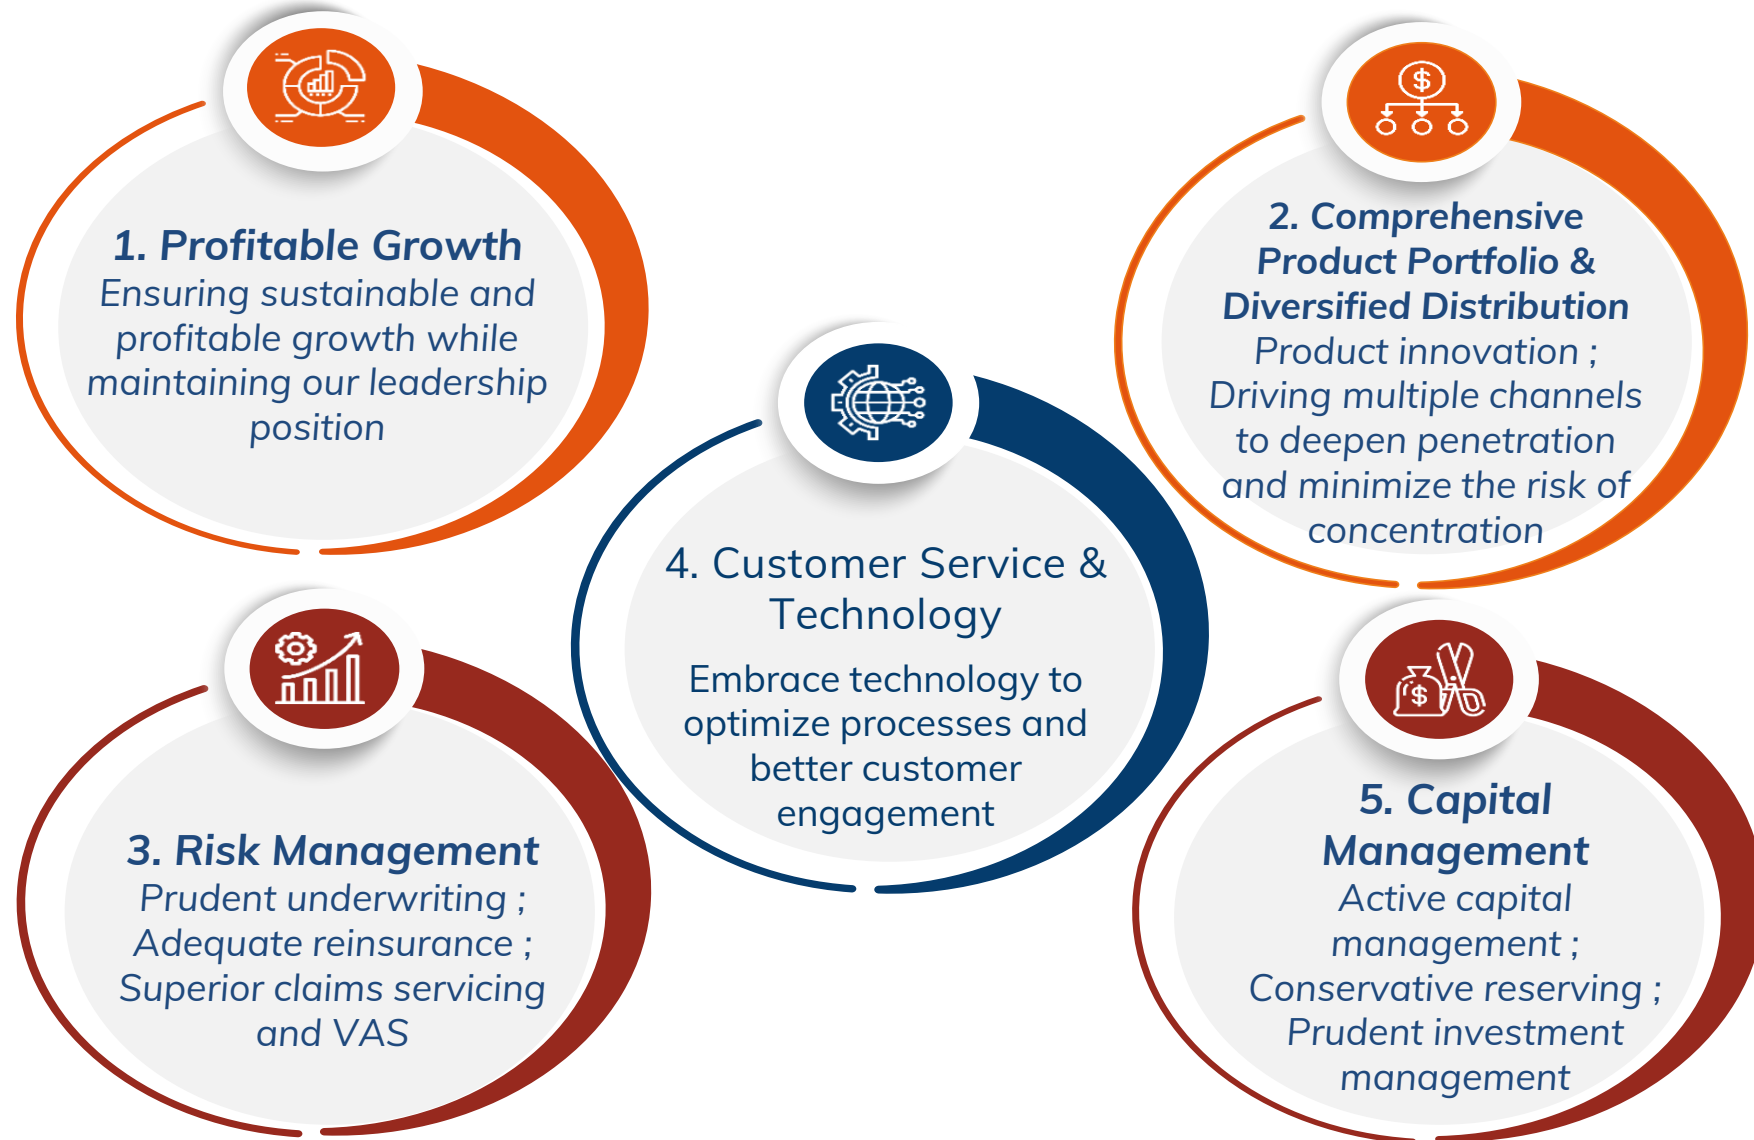 1. Profitable Growth
Ensuring sustainable and
profitable growth while
maintaining our leadership
position
2. Comprehensive
Product Portfolio &
Diversified Distribution
Product innovation ;
Driving multiple channels
to deepen penetration
and minimize the risk of
concentration
3. Risk Management
Prudent underwriting ;
Adequate reinsurance ;
Superior claims servicing
and VAS
4. Customer Service &
Technology
Embrace technology to
optimize processes and
better customer
engagement
5. Capital
Management
Active capital
management ;
Conservative reserving ;
Prudent investment
management